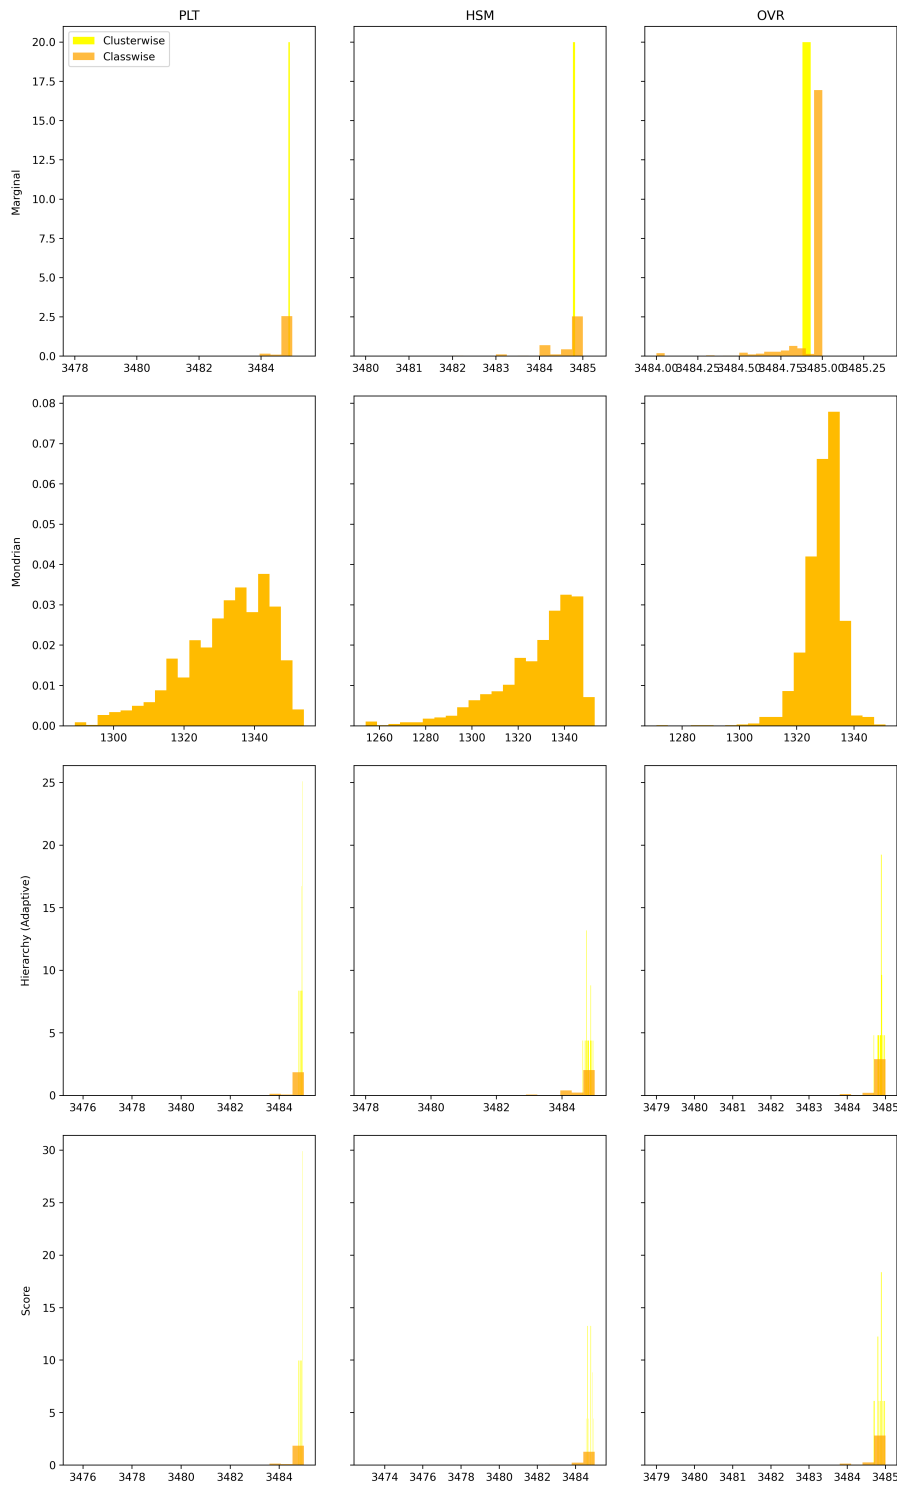 PLT HSM OVR
Clusterwise
Classwise
Marginal
20.0
17.5
15.0
12.5
10.0
7.5
5.0
2.5
0.0
3478 3480 3482 3484
3480 3481 3482 3483 3484 3485
3484.00 3484.25 3484.50 3484.75 3485.00 3485.25
Mondrian
0.08
0.07
0.06
0.05
0.04
0.03
0.02
0.01
0.00
1300 1320 1340
1260 1280 1300 1320 1340
1280 1300 1320 1340
Hierarchy (Adaptive)
25
20
15
10
5
0
3476 3478 3480 3482 3484
3478 3480 3482 3484
3479 3480 3481 3482 3483 3484 3485
Score
30
25
20
15
10
5
0
3476 3478 3480 3482 3484
3474 3476 3478 3480 3482 3484
3479 3480 3481 3482 3483 3484 3485